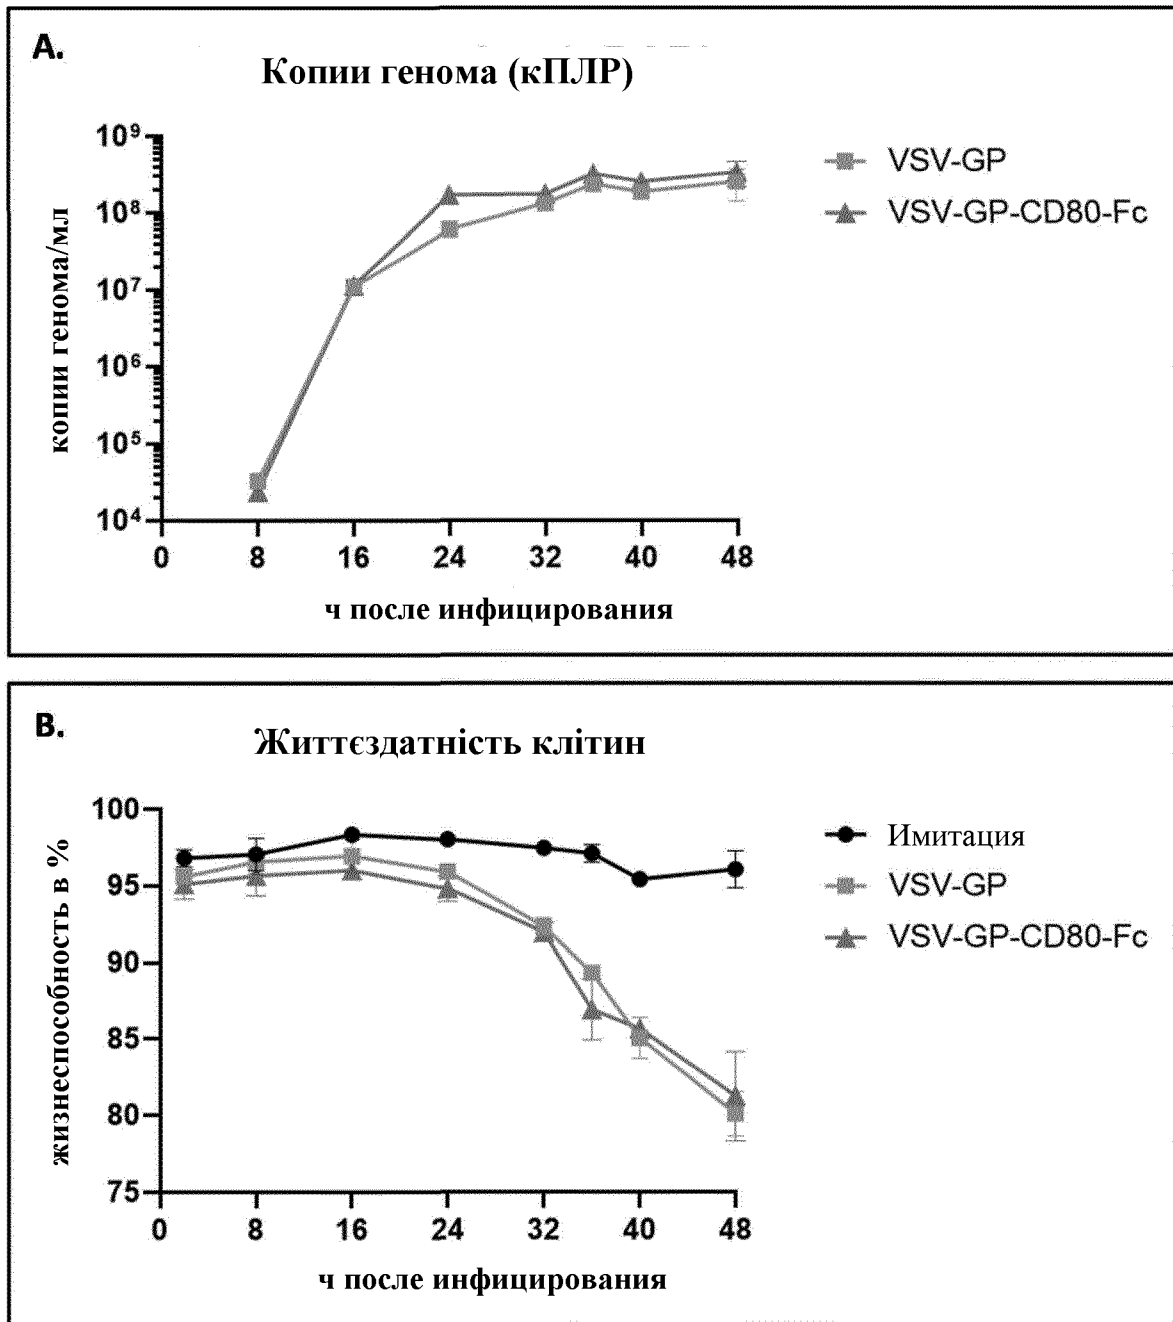 A.
Копии генома (кПЛР)
10⁹
10⁸
10⁷
10⁶
10⁵
10⁴
копии генома/мл
0 8 16 24 32 40 48
ч после инфицирования
VSV-GP
VSV-GP-CD80-Fc
B.
Життєздатність клітин
100
95
90
85
80
75
жизнеспособность в %
0 8 16 24 32 40 48
ч после инфицирования
Имитация
VSV-GP
VSV-GP-CD80-Fc